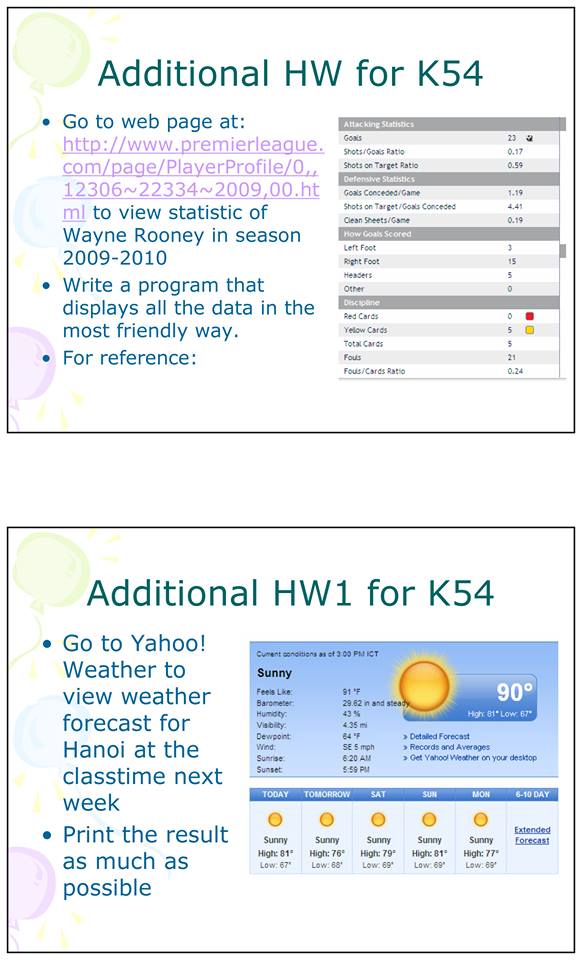 Additional HW for K54
• Go to web page at:
http://www.premierleague.
com/page/PlayerProfile/0,,
12306~22334~2009,00.ht
ml to view statistic of
Wayne Rooney in season
2009-2010
• Write a program that
displays all the data in the
most friendly way.
• For reference:
Attacking Statistics
Goals 23
Shots/Goals Ratio 0.17
Shots on Target Ratio 0.59
Defensive Statistics
Goals Conceded/Game 1.19
Shots on Target/Goals Conceded 4.41
Clean Sheets/Game 0.19
How Goals Scored
Left Foot 3
Right Foot 15
Headers 5
Other 0
Discipline
Red Cards 0
Yellow Cards 5
Total Cards 5
Fouls 21
Fouls/Cards Ratio 0.24
Additional HW1 for K54
• Go to Yahoo!
Weather to
view weather
forecast for
Hanoi at the
classtime next
week
• Print the result
as much as
possible
Current conditions as of 3:00 PM ICT
Sunny
Feels Like: 91 °F
Barometer: 29.62 in and steady
Humidity: 43 %
Visibility: 4.35 mi
Dewpoint: 64 °F
Wind: SE 5 mph
Sunrise: 6:20 AM
Sunset: 5:59 PM
90°
High: 81° Low: 67°
» Detailed Forecast
» Records and Averages
» Get Yahoo! Weather on your desktop
TODAY TOMORROW SAT SUN MON 6-10 DAY
Sunny Sunny Sunny Sunny Sunny
High: 81° High: 76° High: 79° High: 81° High: 77°
Low: 67° Low: 68° Low: 69° Low: 69° Low: 69°
Extended
Forecast